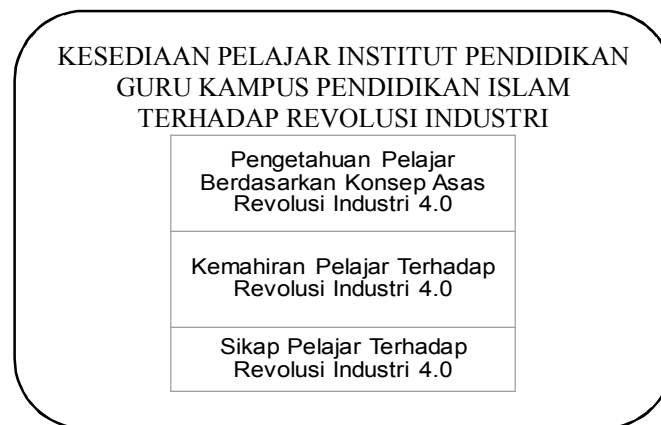 KESEDIAAN PELAJAR INSTITUT PENDIDIKAN
GURU KAMPUS PENDIDIKAN ISLAM
TERHADAP REVOLUSI INDUSTRI
Pengetahuan Pelajar
Berdasarkan Konsep Asas
Revolusi Industri 4.0
Kemahiran Pelajar Terhadap
Revolusi Industri 4.0
Sikap Pelajar Terhadap
Revolusi Industri 4.0